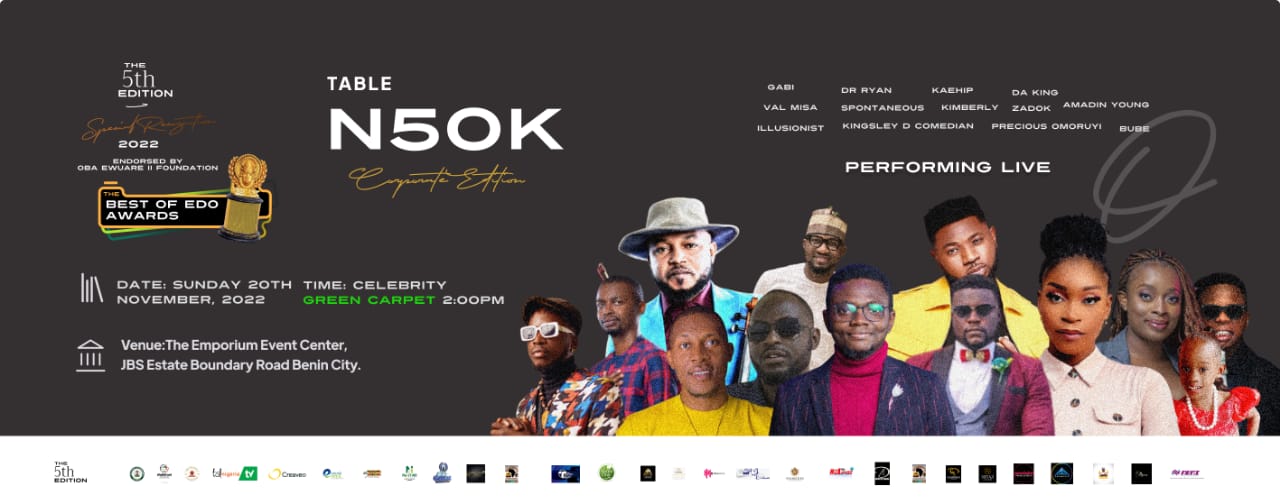 THE
5th
EDITION
Special Recognition
2022
ENDORSED BY
OBA EWUARE II FOUNDATION
THE
BEST OF EDO
AWARDS
TABLE
N50K
Corporate Edition
DATE: SUNDAY 20TH
NOVEMBER, 2022
TIME: CELEBRITY
GREEN CARPET 2:00PM
Venue:The Emporium Event Center,
JBS Estate Boundary Road Benin City.
GABI DR RYAN KAEHIP DA KING
VAL MISA SPONTANEOUS KIMBERLY ZADOK AMADIN YOUNG
ILLUSIONIST KINGSLEY D COMEDIAN PRECIOUS OMORUYI BUBE
PERFORMING LIVE
THE
5th
EDITION
tv
Creaves